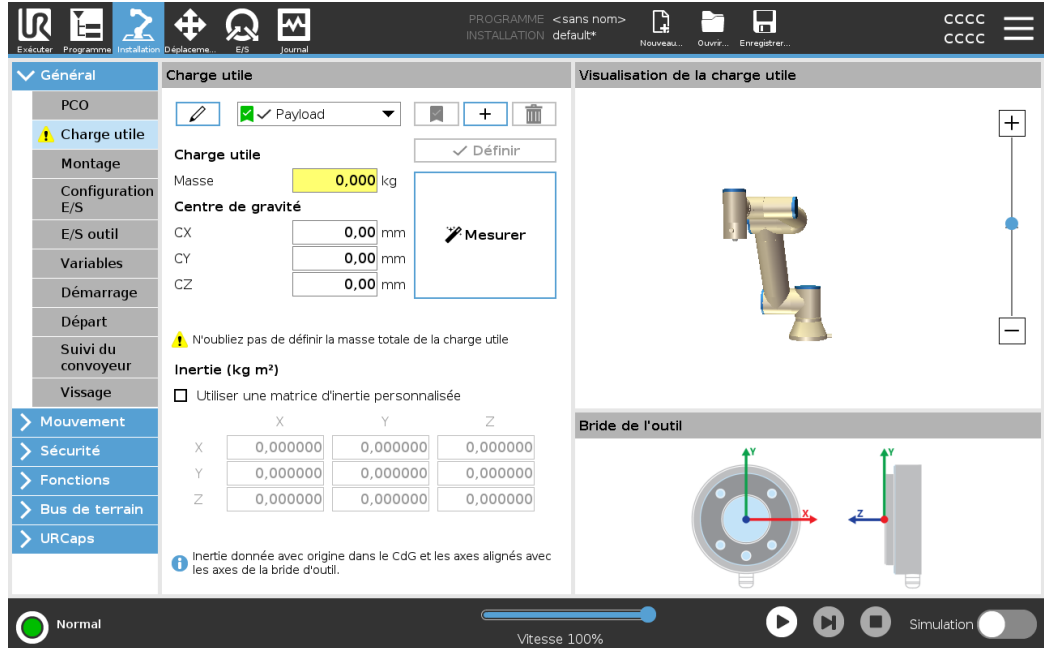 PROGRAMME <sans nom>
INSTALLATION default*
CCCC
CCCC
Exécuter
Programme
Installation
Déplaceme...
E/S
Journal
Nouveau...
Ouvrir...
Enregistrer...
Général
PCO
Charge utile
Montage
Configuration
E/S
E/S outil
Variables
Démarrage
Départ
Suivi du
convoyeur
Vissage
Mouvement
Sécurité
Fonctions
Bus de terrain
URCaps
Charge utile
Payload
Définir
Charge utile
Masse 0,000 kg
Centre de gravité
CX 0,00 mm
CY 0,00 mm
CZ 0,00 mm
Mesurer
N'oubliez pas de définir la masse totale de la charge utile
Inertie (kg m²)
Utiliser une matrice d'inertie personnalisée
X Y Z
X 0,000000 0,000000 0,000000
Y 0,000000 0,000000 0,000000
Z 0,000000 0,000000 0,000000
Inertie donnée avec origine dans le CdG et les axes alignés avec
les axes de la bride d'outil.
Visualisation de la charge utile
Bride de l'outil
Y
X
Y
Z
Normal
Vitesse 100%
Simulation